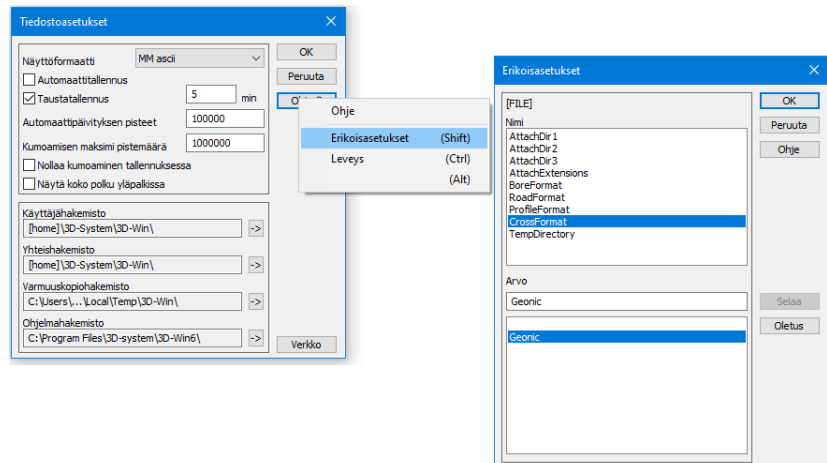 Tiedostoasetukset
Näyttöformaatti MM ascii
Automaattitallennus
Taustatallennus 5 min
Automaattipäivityksen pisteet 100000
Kumoamisen maksimi pistemäärä 1000000
Nollaa kumoaminen tallennuksessa
Näytä koko polku yläpalkissa
Käyttäjähakemisto
[home]\3D-System\3D-Win\ ->
Yhteishakemisto
[home]\3D-System\3D-Win\ ->
Varmuuskopiohakemisto
C:\Users\...\Local\Temp\3D-Win\ ->
Ohjelmahakemisto
C:\Program Files\3D-system\3D-Win6\ ->
OK
Peruuta
Verkko
Ohje
Erikoisasetukset (Shift)
Leveys (Ctrl)
(Alt)
Erikoisasetukset
[FILE]
Nimi
AttachDir1
AttachDir2
AttachDir3
AttachExtensions
BoreFormat
RoadFormat
ProfileFormat
CrossFormat
TempDirectory
Arvo
Geonic
Geonic
OK
Peruuta
Ohje
Selaa
Oletus